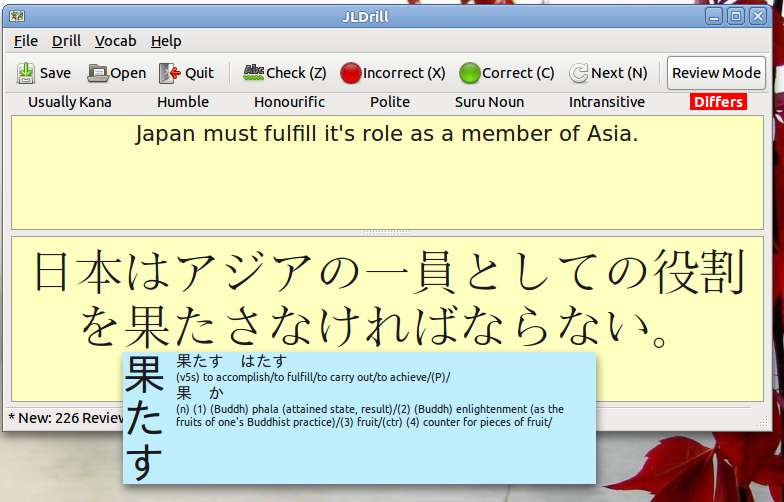 JLDrill
File Drill Vocab Help
Save Open Quit Abc Check (Z) Incorrect (X) Correct (C) Next (N) Review Mode
Usually Kana Humble Honourific Polite Suru Noun Intransitive Differs
Japan must fulfill it's role as a member of Asia.
日本はアジアの一員としての役割
を果たさなければならない。
* New: 226 Review
果たす
果たす はたす
(v5s) to accomplish/to fulfill/to carry out/to achieve/(P)/
果 か
(n) (1) (Buddh) phala (attained state, result)/(2) (Buddh) enlightenment (as the
fruits of one's Buddhist practice)/(3) fruit/(ctr) (4) counter for pieces of fruit/